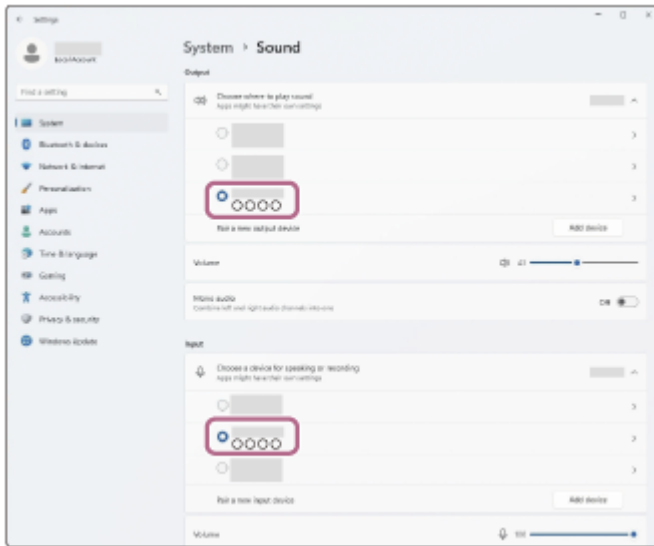 Settings
System > Sound
Local Account
Output
Find a setting
Choose where to play sound
Apps might have their own settings
System
Bluetooth & devices
Network & internet
Personalization
OOOO
Apps
Pair a new output device
Add device
Accounts
Time & language
Volume
41
Gaming
Accessibility
Mono audio
Combine left and right audio channels into one
Off
Privacy & security
Windows Update
Input
Choose a device for speaking or recording
Apps might have their own settings
OOOO
Pair a new input device
Add device
Volume
100